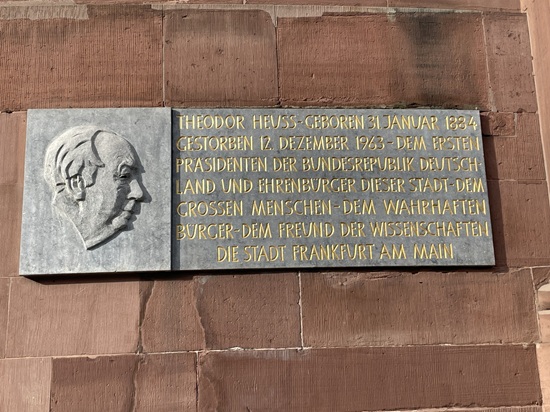 THEODOR HEUSS-GEBOREN 31. JANUAR 1884
GESTORBEN 12. DEZEMBER 1963-DEM ERSTEN
PRÄSIDENTEN DER BUNDESREPUBLIK DEUTSCH-
LAND UND EHRENBÜRGER DIESER STADT-DEM
GROSSEN MENSCHEN-DEM WAHRHAFTEN
BÜRGER-DEM FREUND DER WISSENSCHAFTEN
DIE STADT FRANKFURT AM MAIN